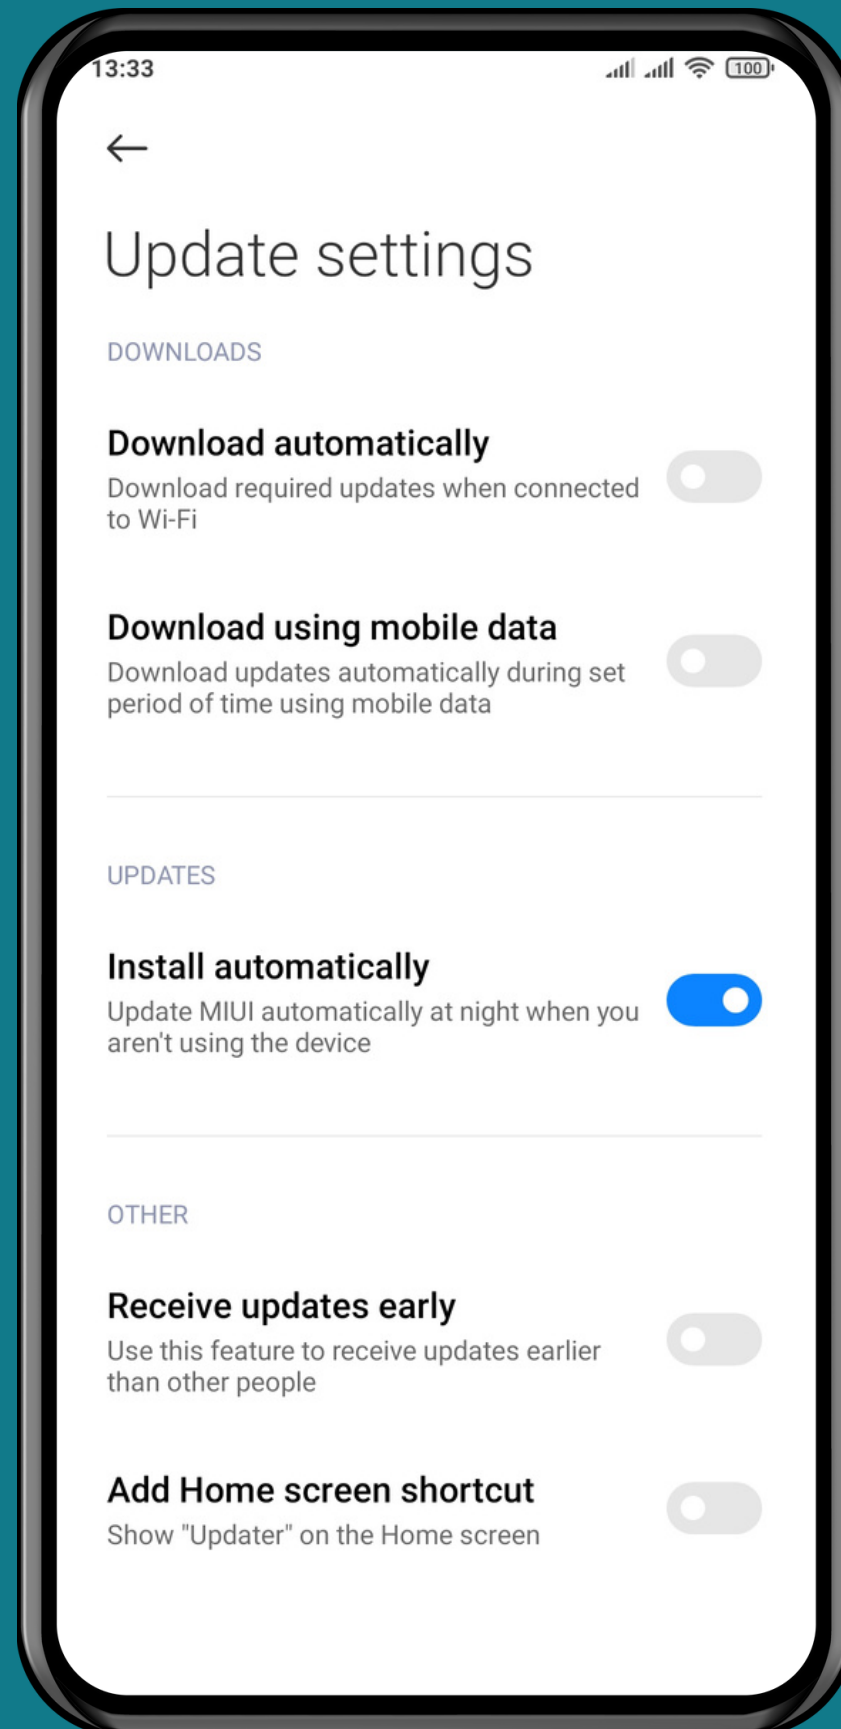 13:33
100
Update settings
DOWNLOADS
Download automatically
Download required updates when connected
to Wi-Fi
Download using mobile data
Download updates automatically during set
period of time using mobile data
UPDATES
Install automatically
Update MIUI automatically at night when you
aren't using the device
OTHER
Receive updates early
Use this feature to receive updates earlier
than other people
Add Home screen shortcut
Show "Updater" on the Home screen